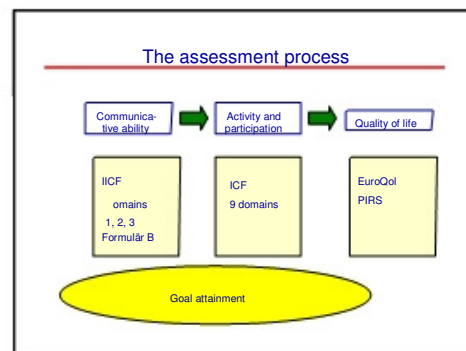 The assessment process
Communica-
tive ability
Activity and
participation
Quality of life
IICF
omains
1, 2, 3
Formulär B
ICF
9 domains
EuroQol
PIRS
Goal attainment